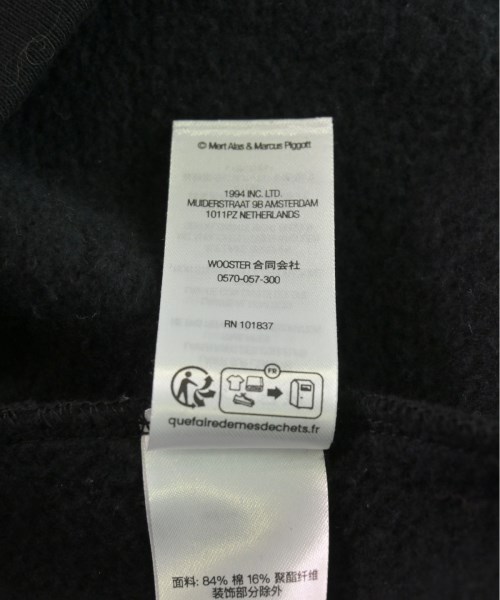 © Mert Alas & Marcus Piggott
1994 INC. LTD.
MUIDERSTRAAT 9B AMSTERDAM
1011PZ NETHERLANDS
WOOSTER 合同会社
0570-057-300
RN 101837
FR
quefairedemesdechets.fr
面料: 84% 棉 16% 聚酯纤维
装饰部分除外